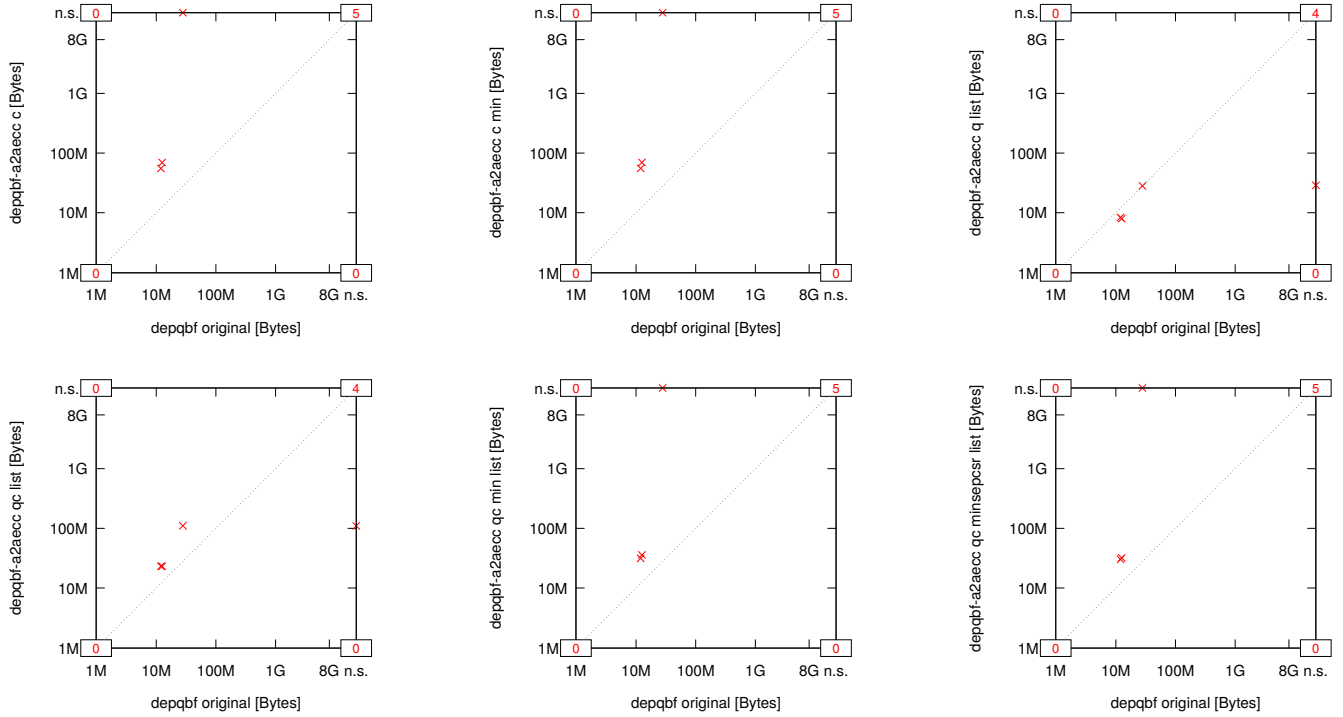 depqbf-a2aecc c [Bytes]
n.s.
8G
1G
100M
10M
1M
0
5
0
0
1M 10M 100M 1G 8G n.s.
depqbf original [Bytes]
depqbf-a2aecc c min [Bytes]
n.s.
8G
1G
100M
10M
1M
0
5
0
0
1M 10M 100M 1G 8G n.s.
depqbf original [Bytes]
depqbf-a2aecc q list [Bytes]
n.s.
8G
1G
100M
10M
1M
0
4
0
0
1M 10M 100M 1G 8G n.s.
depqbf original [Bytes]
depqbf-a2aecc qc list [Bytes]
n.s.
8G
1G
100M
10M
1M
0
4
0
0
1M 10M 100M 1G 8G n.s.
depqbf original [Bytes]
depqbf-a2aecc qc min list [Bytes]
n.s.
8G
1G
100M
10M
1M
0
5
0
0
1M 10M 100M 1G 8G n.s.
depqbf original [Bytes]
depqbf-a2aecc qc minsepcsr list [Bytes]
n.s.
8G
1G
100M
10M
1M
0
5
0
0
1M 10M 100M 1G 8G n.s.
depqbf original [Bytes]